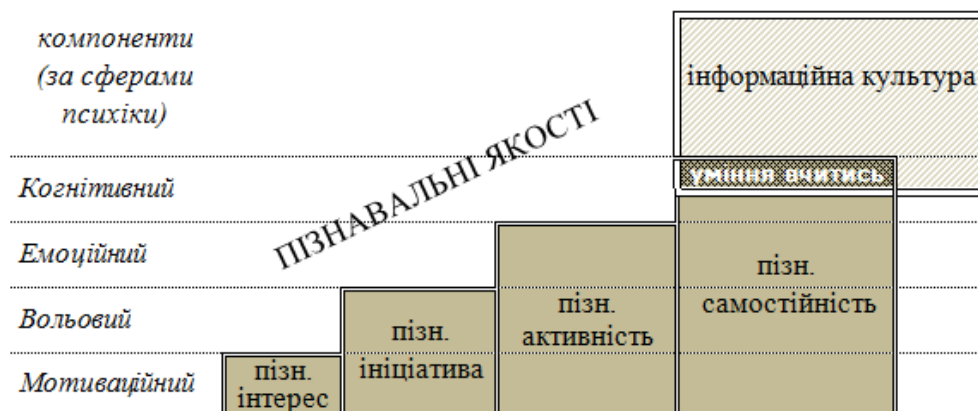 компоненти
(за сферами
психіки)
інформаційна культура
ПІЗНАВАЛЬНІ ЯКОСТІ
Когнітивний
уміння вчитись
Емоційний
пізн.
самостійність
Вольовий
пізн.
активність
пізн.
ініціатива
Мотиваційний
пізн.
інтерес